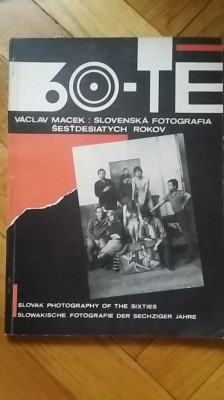 60-TE
VÁCLAV MACEK: SLOVENSKÁ FOTOGRAFIA
ŠESŤDESIATYCH ROKOV
SLOVAK PHOTOGRAPHY OF THE SIXTIES
SLOWAKISCHE FOTOGRAFIE DER SECHZIGER JAHRE